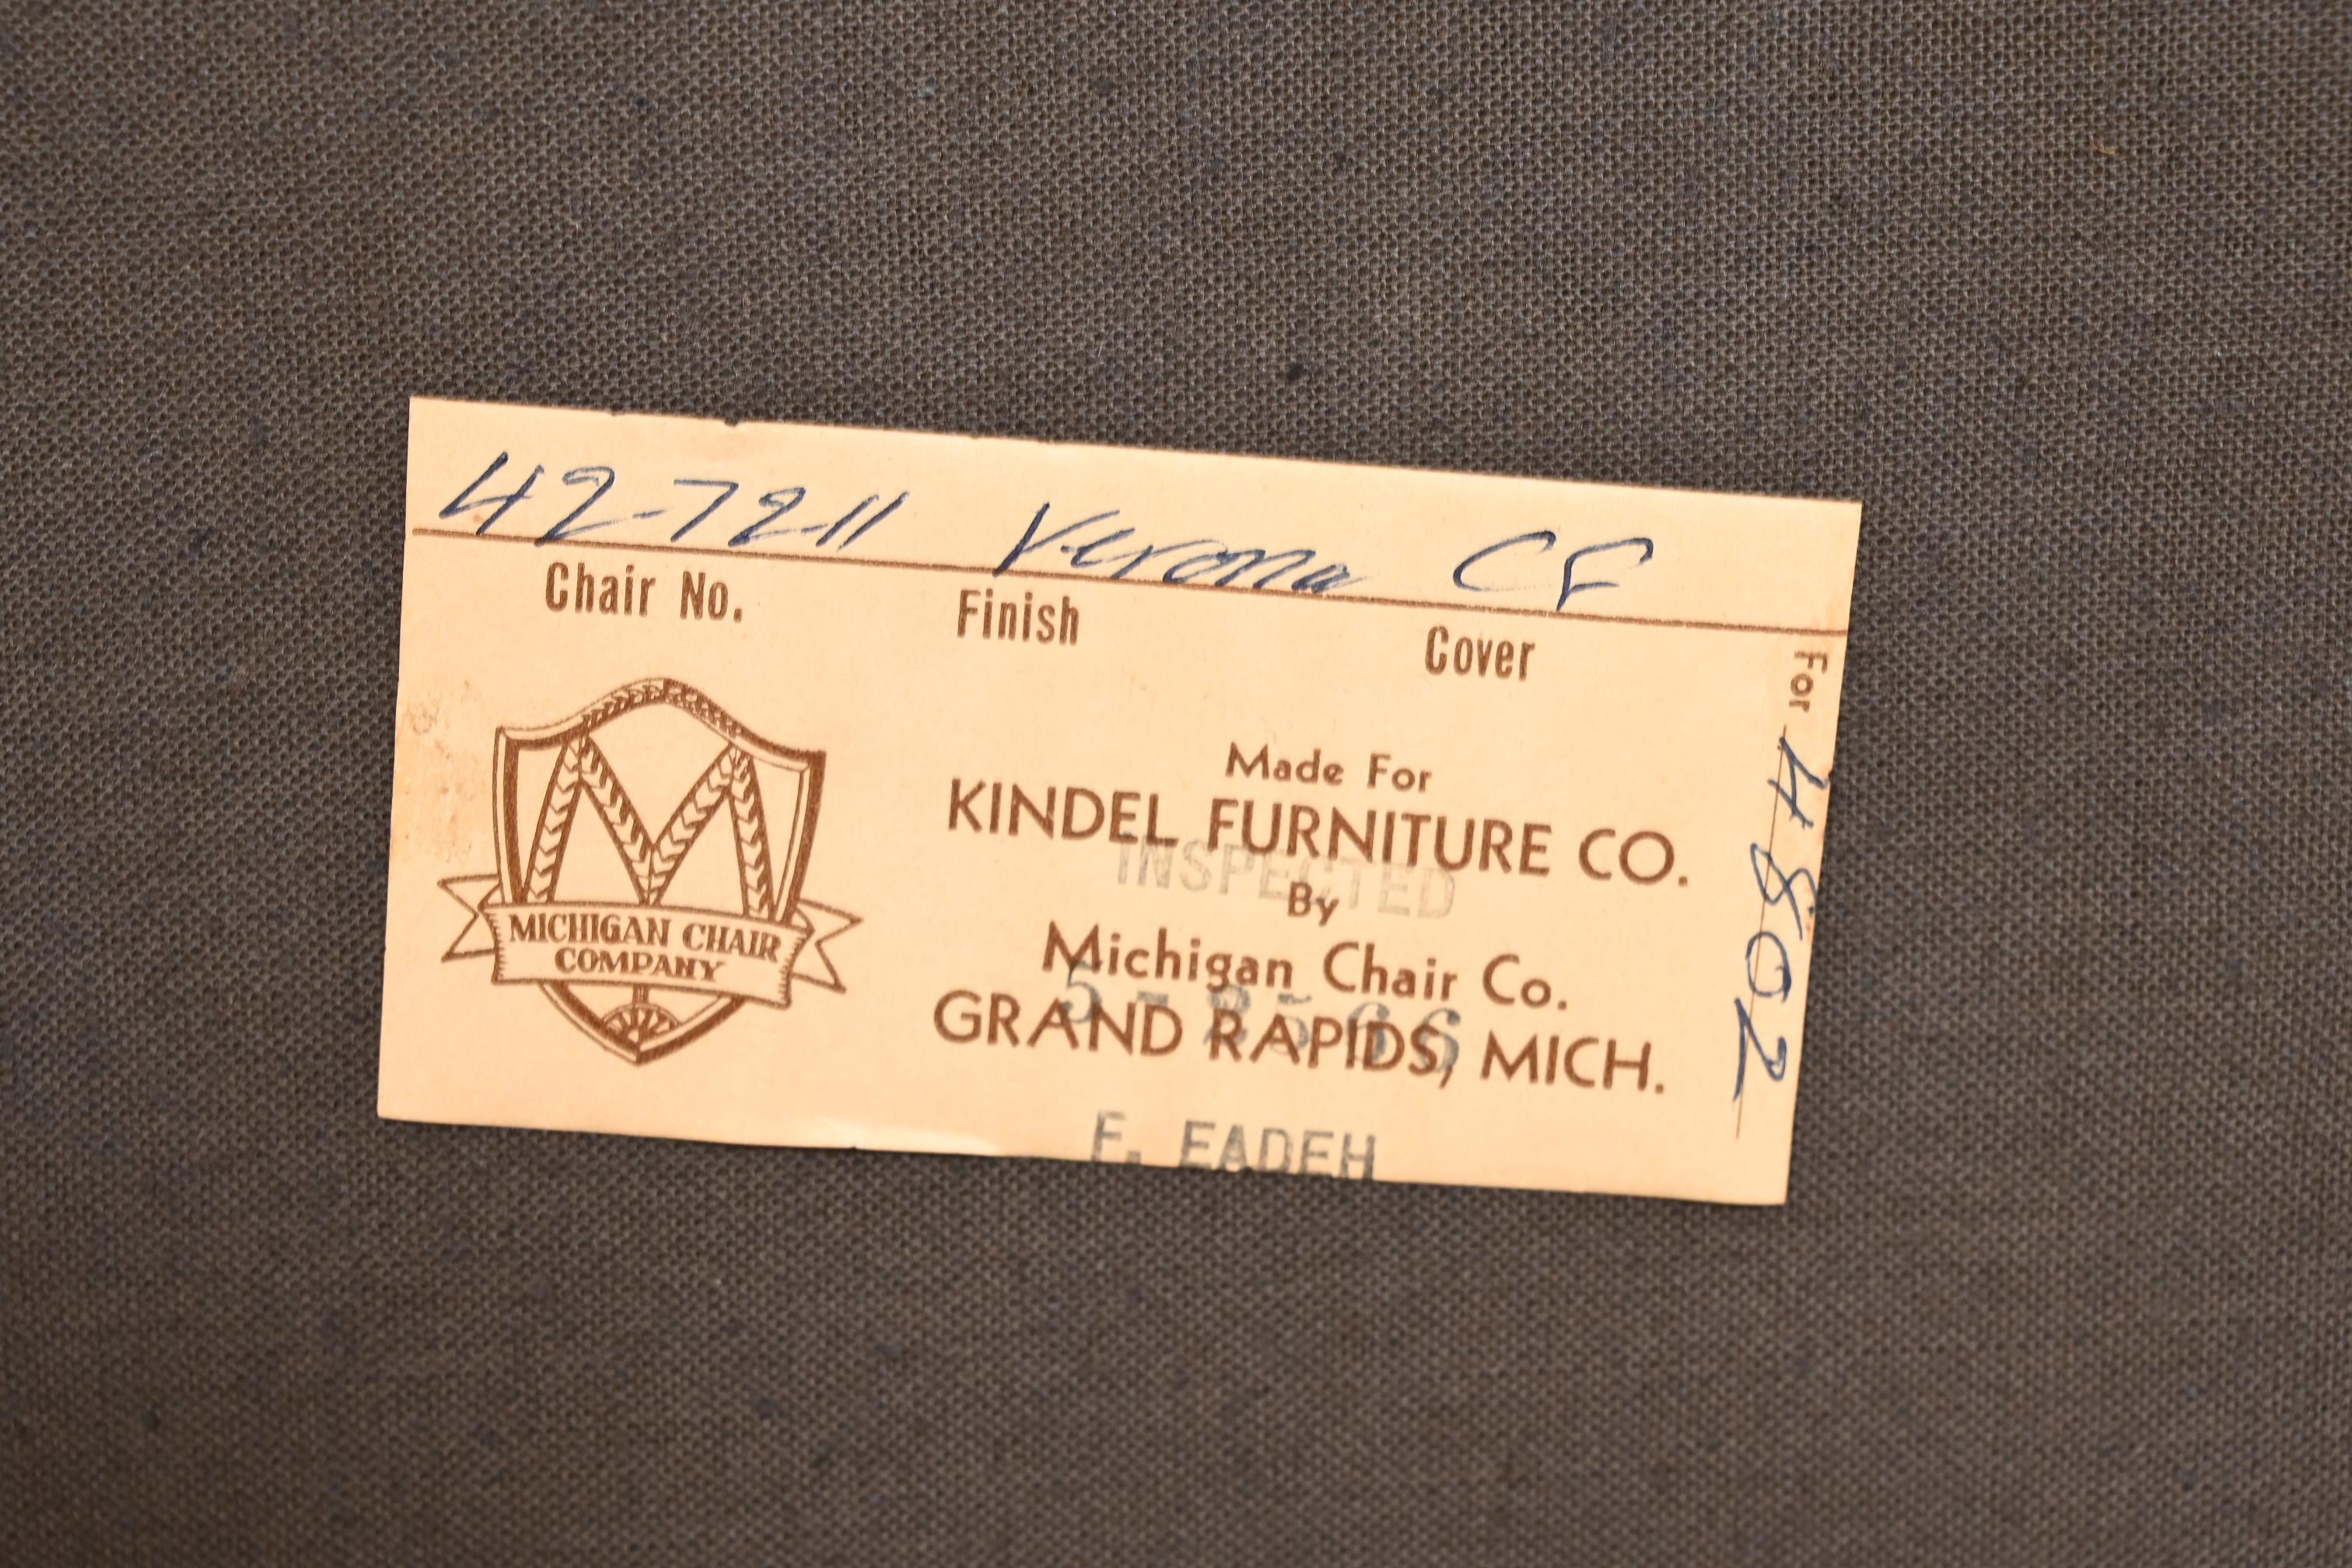 42-7211 Verona CF
Chair No. Finish Cover
For 4802
MICHIGAN CHAIR
COMPANY
Made For
KINDEL FURNITURE CO.
INSPECTED
By
Michigan Chair Co.
GRAND RAPIDS, MICH.
F. EADEH